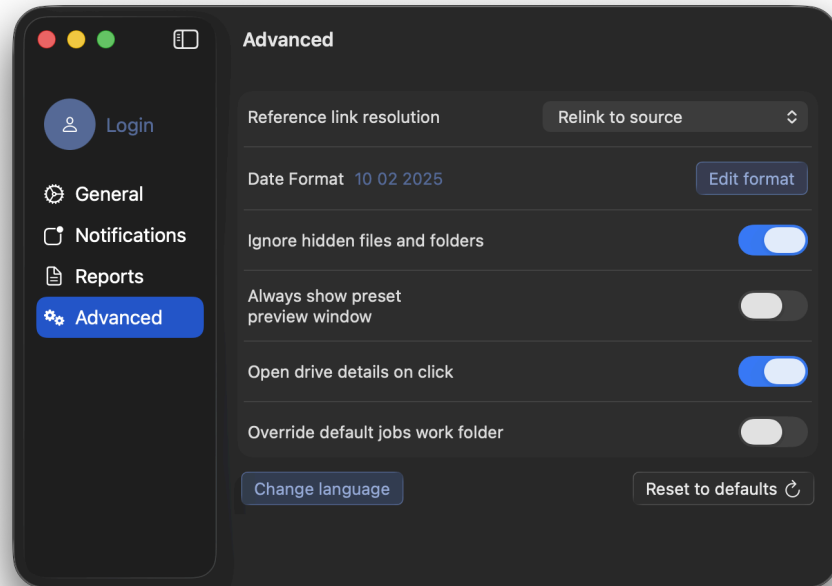 Advanced
Login
General
Notifications
Reports
Advanced
Reference link resolution
Relink to source
Date Format 10 02 2025
Edit format
Ignore hidden files and folders
Always show preset
preview window
Open drive details on click
Override default jobs work folder
Change language
Reset to defaults